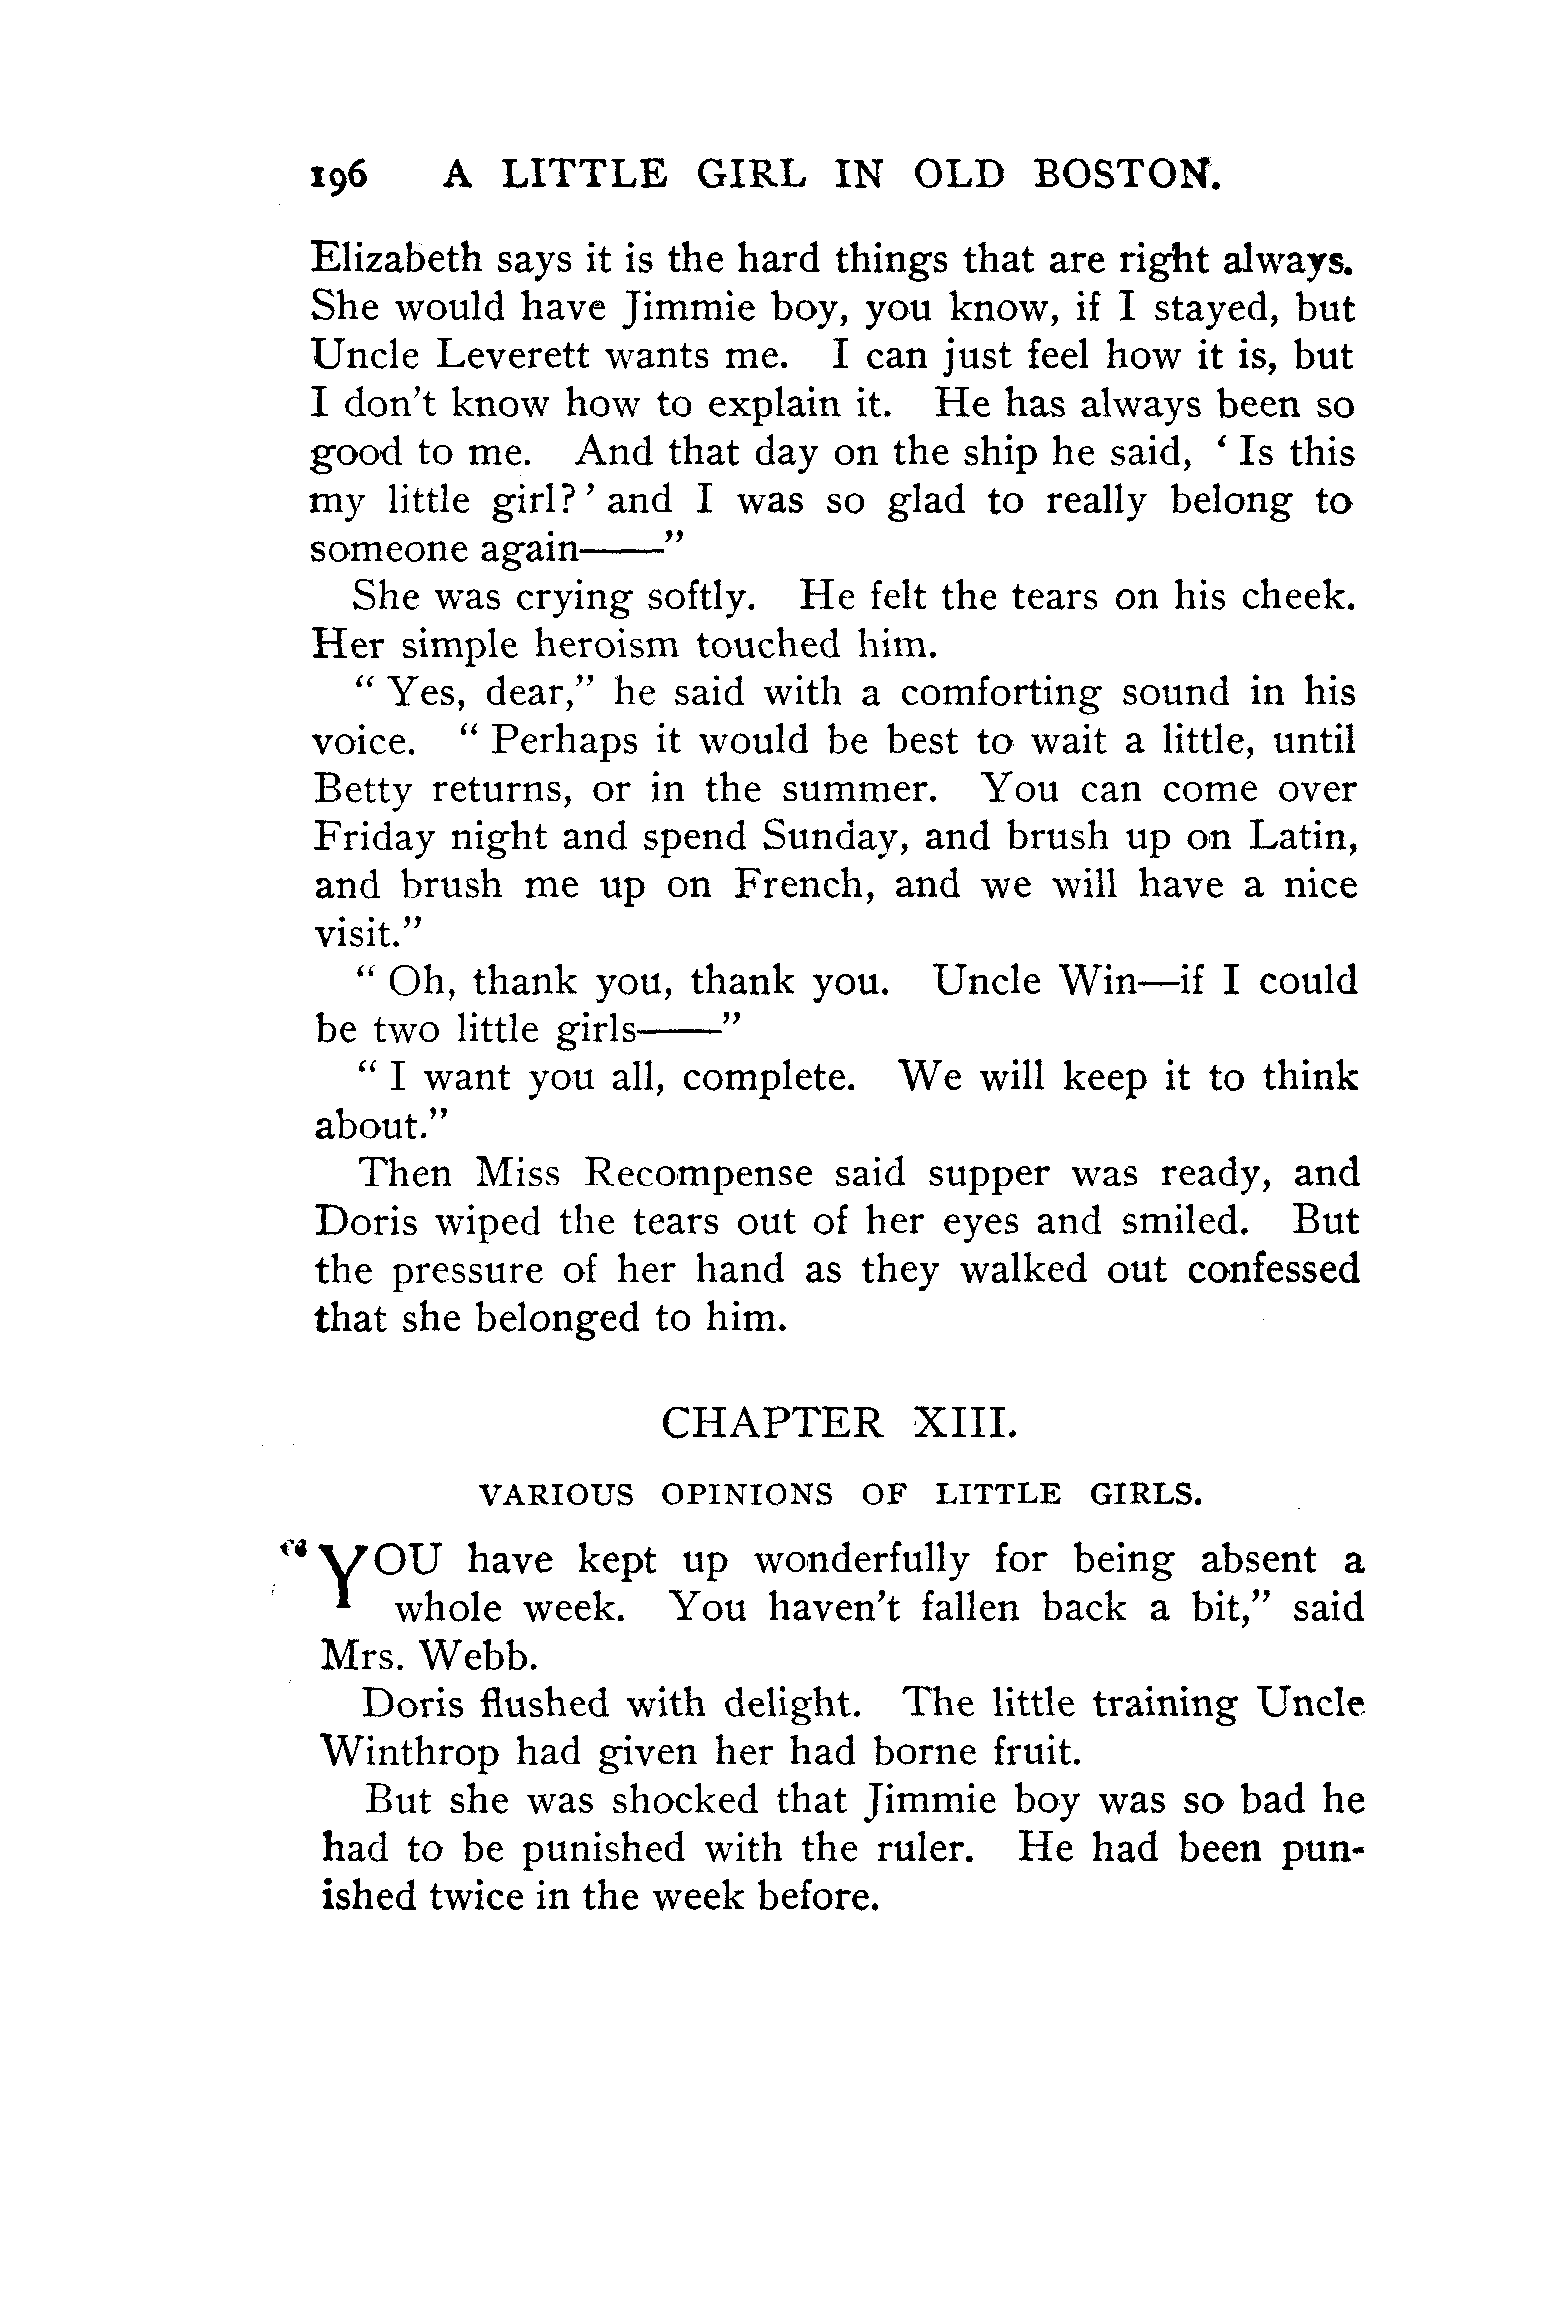 196 A LITTLE GIRL IN OLD BOSTON.
Elizabeth says it is the hard things that are right always.
She would have Jimmie boy, you know, if I stayed, but
Uncle Leverett wants me. I can just feel how it is, but
I don't know how to explain it. He has always been so
good to me. And that day on the ship he said, ‘ Is this
my little girl? ’ and I was so glad to really belong to
someone again——”
She was crying softly. He felt the tears on his cheek.
Her simple heroism touched him.
“ Yes, dear,” he said with a comforting sound in his
voice. “ Perhaps it would be best to wait a little, until
Betty returns, or in the summer. You can come over
Friday night and spend Sunday, and brush up on Latin,
and brush me up on French, and we will have a nice
visit.”
“ Oh, thank you, thank you. Uncle Win—if I could
be two little girls——”
“ I want you all, complete. We will keep it to think
about.”
Then Miss Recompense said supper was ready, and
Doris wiped the tears out of her eyes and smiled. But
the pressure of her hand as they walked out confessed
that she belonged to him.
CHAPTER XIII.
VARIOUS OPINIONS OF LITTLE GIRLS.
“YOU have kept up wonderfully for being absent a
whole week. You haven't fallen back a bit,” said
Mrs. Webb.
Doris flushed with delight. The little training Uncle
Winthrop had given her had borne fruit.
But she was shocked that Jimmie boy was so bad he
had to be punished with the ruler. He had been pun-
ished twice in the week before.